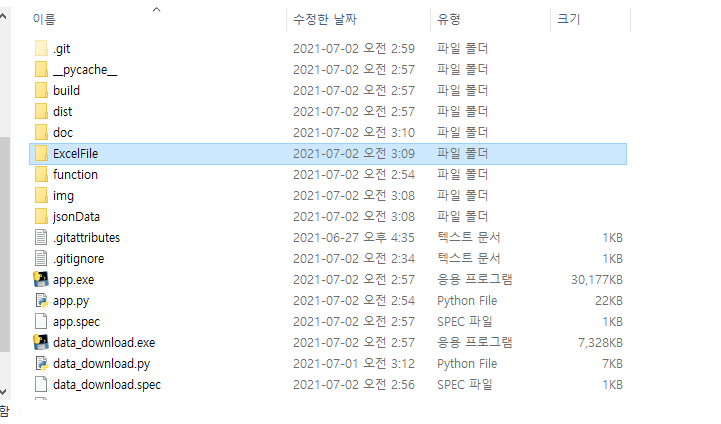 이름 수정한 날짜 유형 크기
.git 2021-07-02 오전 2:59 파일 폴더
__pycache__ 2021-07-02 오전 2:57 파일 폴더
build 2021-07-02 오전 2:57 파일 폴더
dist 2021-07-02 오전 2:57 파일 폴더
doc 2021-07-02 오전 3:10 파일 폴더
ExcelFile 2021-07-02 오전 3:09 파일 폴더
function 2021-07-02 오전 2:54 파일 폴더
img 2021-07-02 오전 3:08 파일 폴더
jsonData 2021-07-02 오전 3:08 파일 폴더
.gitattributes 2021-06-27 오후 4:35 텍스트 문서 1KB
.gitignore 2021-07-02 오전 2:34 텍스트 문서 1KB
app.exe 2021-07-02 오전 2:57 응용 프로그램 30,177KB
app.py 2021-07-02 오전 2:54 Python File 22KB
app.spec 2021-07-02 오전 2:57 SPEC 파일 1KB
data_download.exe 2021-07-02 오전 2:57 응용 프로그램 7,328KB
data_download.py 2021-07-01 오전 3:12 Python File 7KB
data_download.spec 2021-07-02 오전 2:56 SPEC 파일 1KB
함